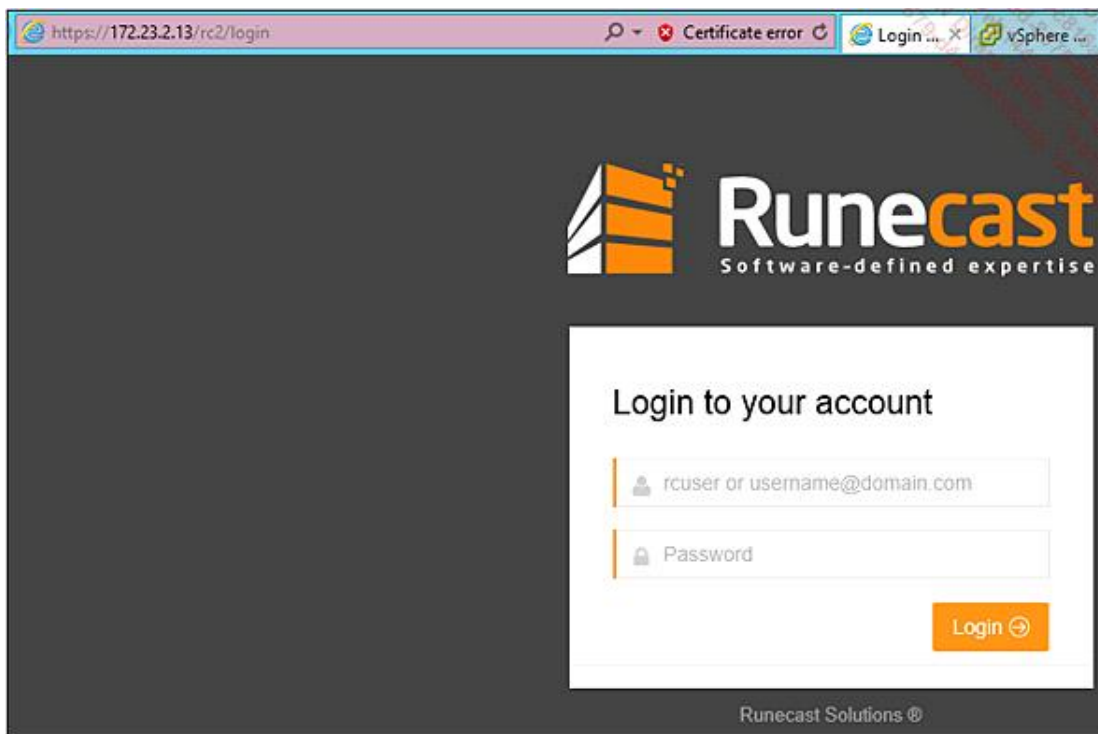 https://172.23.2.13/rc2/login
Certificate error
Login ...
vSphere ...
Runecast
Software-defined expertise
Login to your account
rcuser or username@domain.com
Password
Login
Runecast Solutions ®